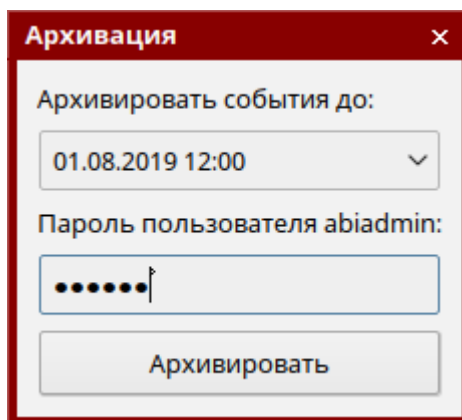 Архивация
Архивировать события до:
01.08.2019 12:00
Пароль пользователя abiadmin:
••••••
Архивировать